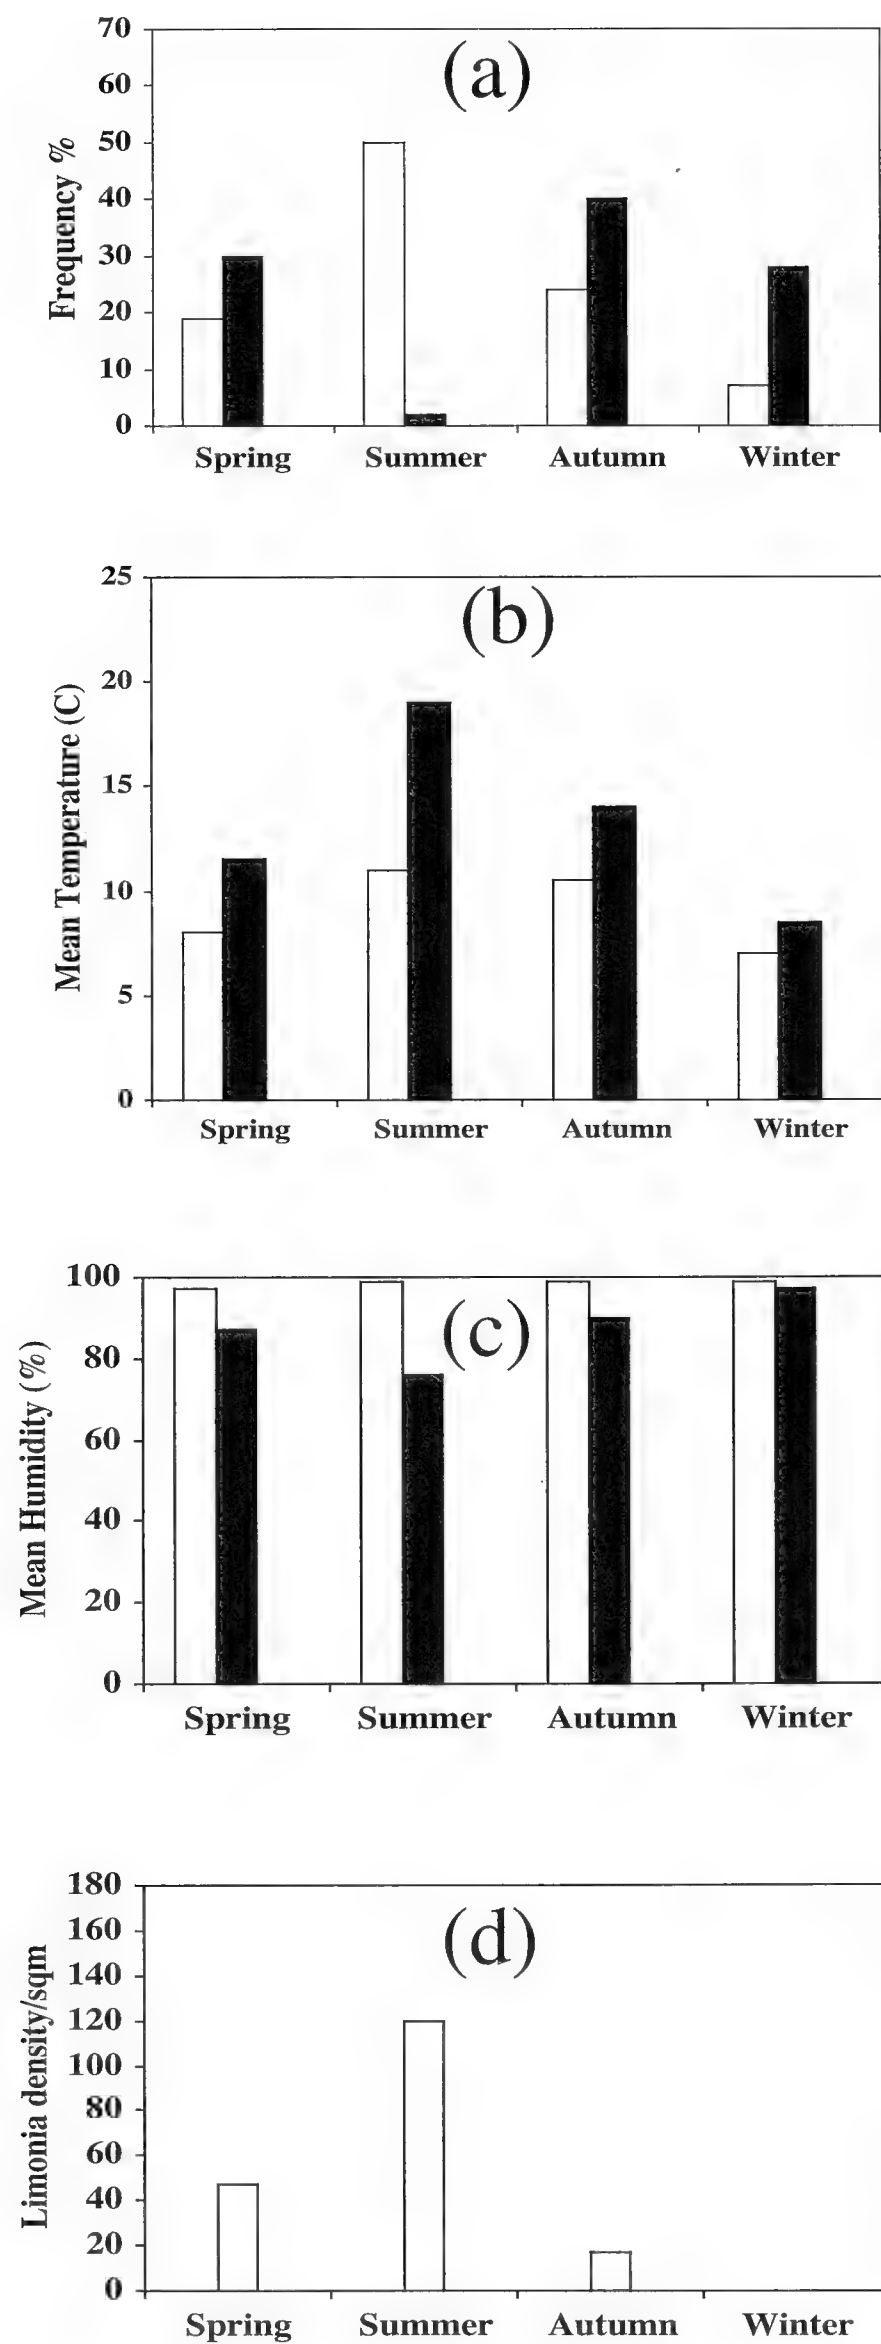 (a)
Frequency %
70
60
50
40
30
20
10
0
Spring Summer Autumn Winter
(b)
Mean Temperature (C)
25
20
15
10
5
0
Spring Summer Autumn Winter
(c)
Mean Humidity (%)
100
80
60
40
20
0
Spring Summer Autumn Winter
(d)
Limonia density/sqm
180
160
140
120
100
80
60
40
20
0
Spring Summer Autumn Winter